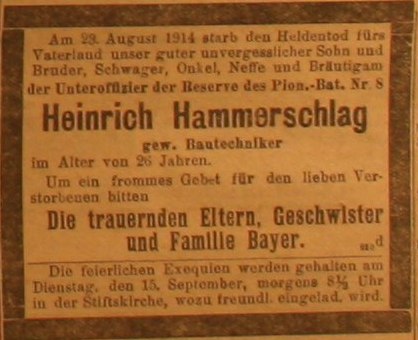 Am 29. August 1914 starb den Heldentod fürs
Vaterland unser guter unvergesslicher Sohn und
Bruder, Schwager, Onkel, Neffe und Bräutigam
der Unteroffizier der Reserve des Pion.-Bat. Nr. 8
Heinrich Hammerschlag
gew. Bautechniker
im Alter von 26 Jahren.
Um ein frommes Gebet für den lieben Ver-
storbenen bitten
Die trauernden Eltern, Geschwister
und Familie Bayer.
Die feierlichen Exequien werden gehalten am
Dienstag, den 15. September, morgens 8½ Uhr
in der Stiftskirche, wozu freundl. eingelad. wird.